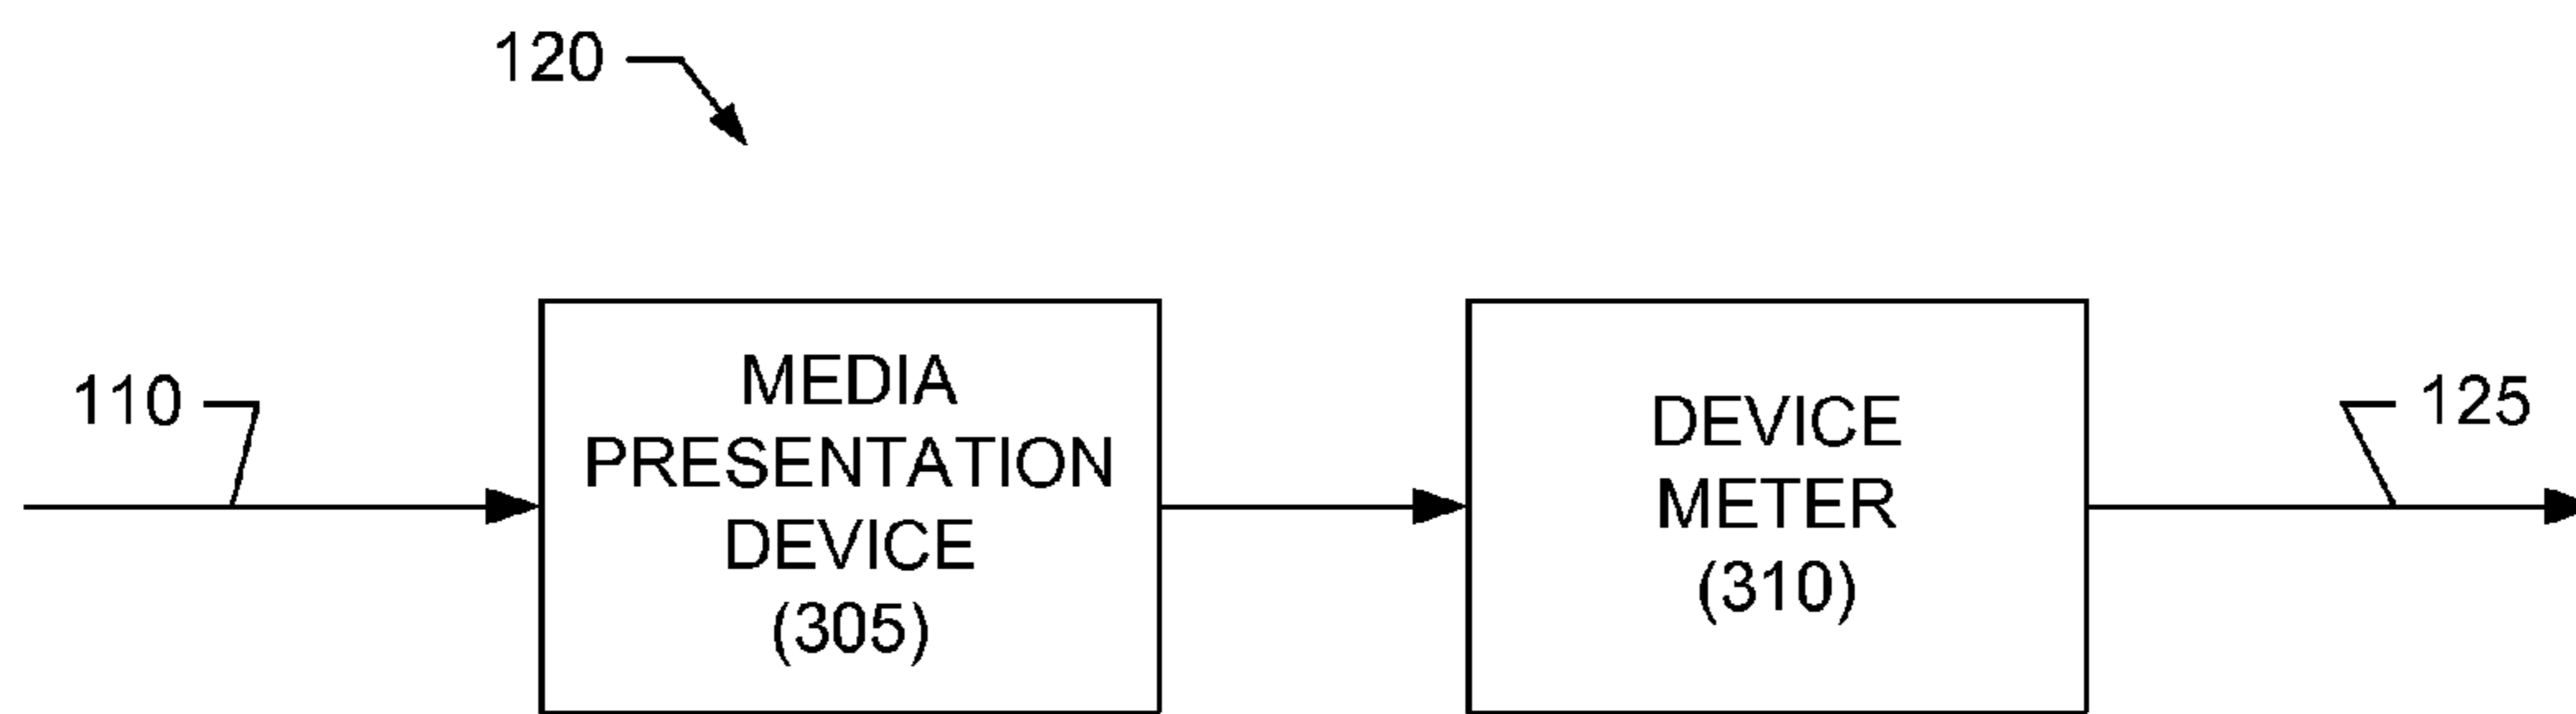 120
110
MEDIA
PRESENTATION
DEVICE
(305)
DEVICE
METER
(310)
125